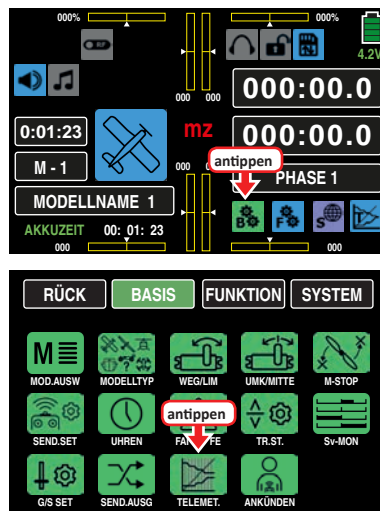 000% 000%
4.2V
000 000
000:00.0
0:01:23 mz 000:00.0
M - 1 000 000 antippen
PHASE 1
MODELLNAME 1
AKKUZEIT 00: 01: 23 B F S T
000 000
RÜCK BASIS FUNKTION SYSTEM
M
MOD.AUSW MODELLTYP WEG/LIM UMK/MITTE M-STOP
antippen
SEND.SET UHREN TR.ST. Sv-MON
G/S SET SEND.AUSG TELEMET. ANKÜNDEN